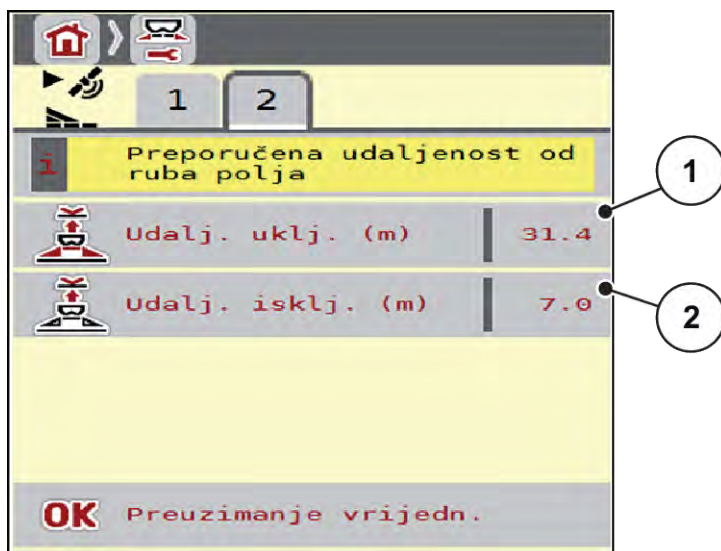 1 2
i Preporučena udaljenost od
ruba polja
Udalj. uklj. (m) 31.4
1
Udalj. isklj. (m) 7.0
2
OK Preuzimanje vrijedn.